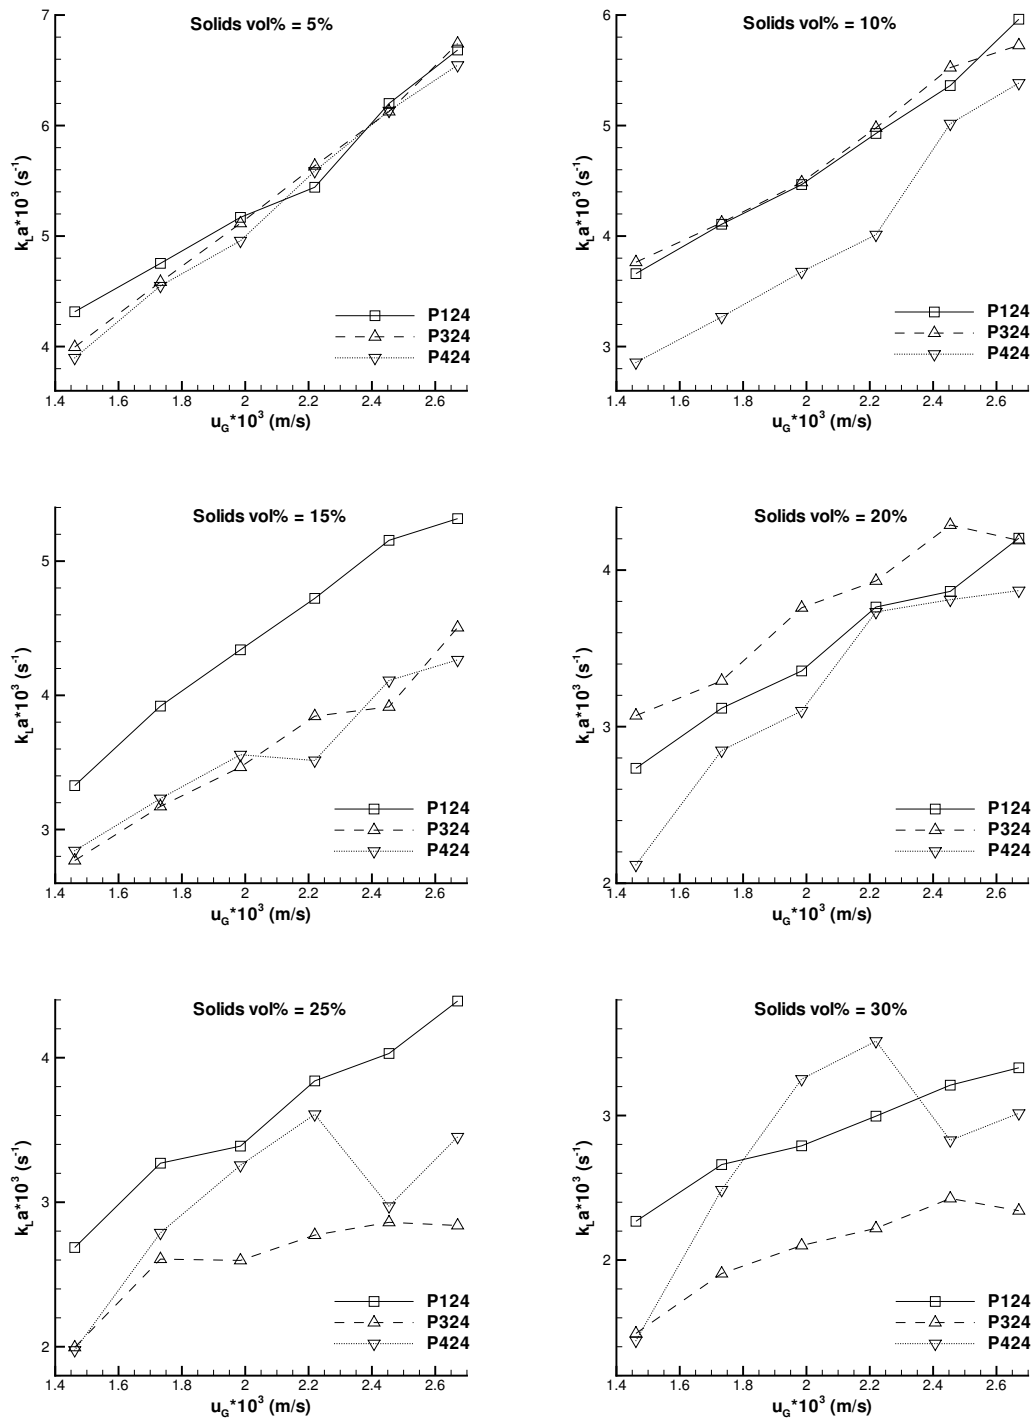 Solids vol% = 5%
7
6
5
4
k_L a*10^3 (s^-1)
P124
P324
P424
1.4 1.6 1.8 2 2.2 2.4 2.6
u_G*10^3 (m/s)
Solids vol% = 10%
6
5
4
3
k_L a*10^3 (s^-1)
P124
P324
P424
1.4 1.6 1.8 2 2.2 2.4 2.6
u_G*10^3 (m/s)
Solids vol% = 15%
5
4
3
k_L a*10^3 (s^-1)
P124
P324
P424
1.4 1.6 1.8 2 2.2 2.4 2.6
u_G*10^3 (m/s)
Solids vol% = 20%
4
3
2
k_L a*10^3 (s^-1)
P124
P324
P424
1.4 1.6 1.8 2 2.2 2.4 2.6
u_G*10^3 (m/s)
Solids vol% = 25%
4
3
2
k_L a*10^3 (s^-1)
P124
P324
P424
1.4 1.6 1.8 2 2.2 2.4 2.6
u_G*10^3 (m/s)
Solids vol% = 30%
3
2
k_L a*10^3 (s^-1)
P124
P324
P424
1.4 1.6 1.8 2 2.2 2.4 2.6
u_G*10^3 (m/s)